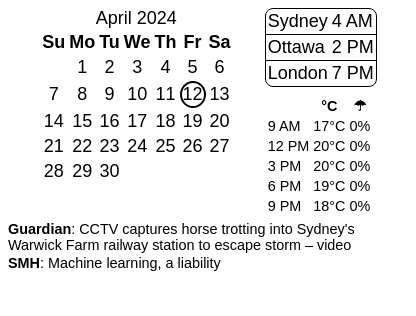 April 2024
Su Mo Tu We Th Fr Sa
1 2 3 4 5 6
7 8 9 10 11 12 13
14 15 16 17 18 19 20
21 22 23 24 25 26 27
28 29 30
Sydney 4 AM
Ottawa 2 PM
London 7 PM
°C ☂
9 AM 17°C 0%
12 PM 20°C 0%
3 PM 20°C 0%
6 PM 19°C 0%
9 PM 18°C 0%
Guardian: CCTV captures horse trotting into Sydney's
Warwick Farm railway station to escape storm – video
SMH: Machine learning, a liability